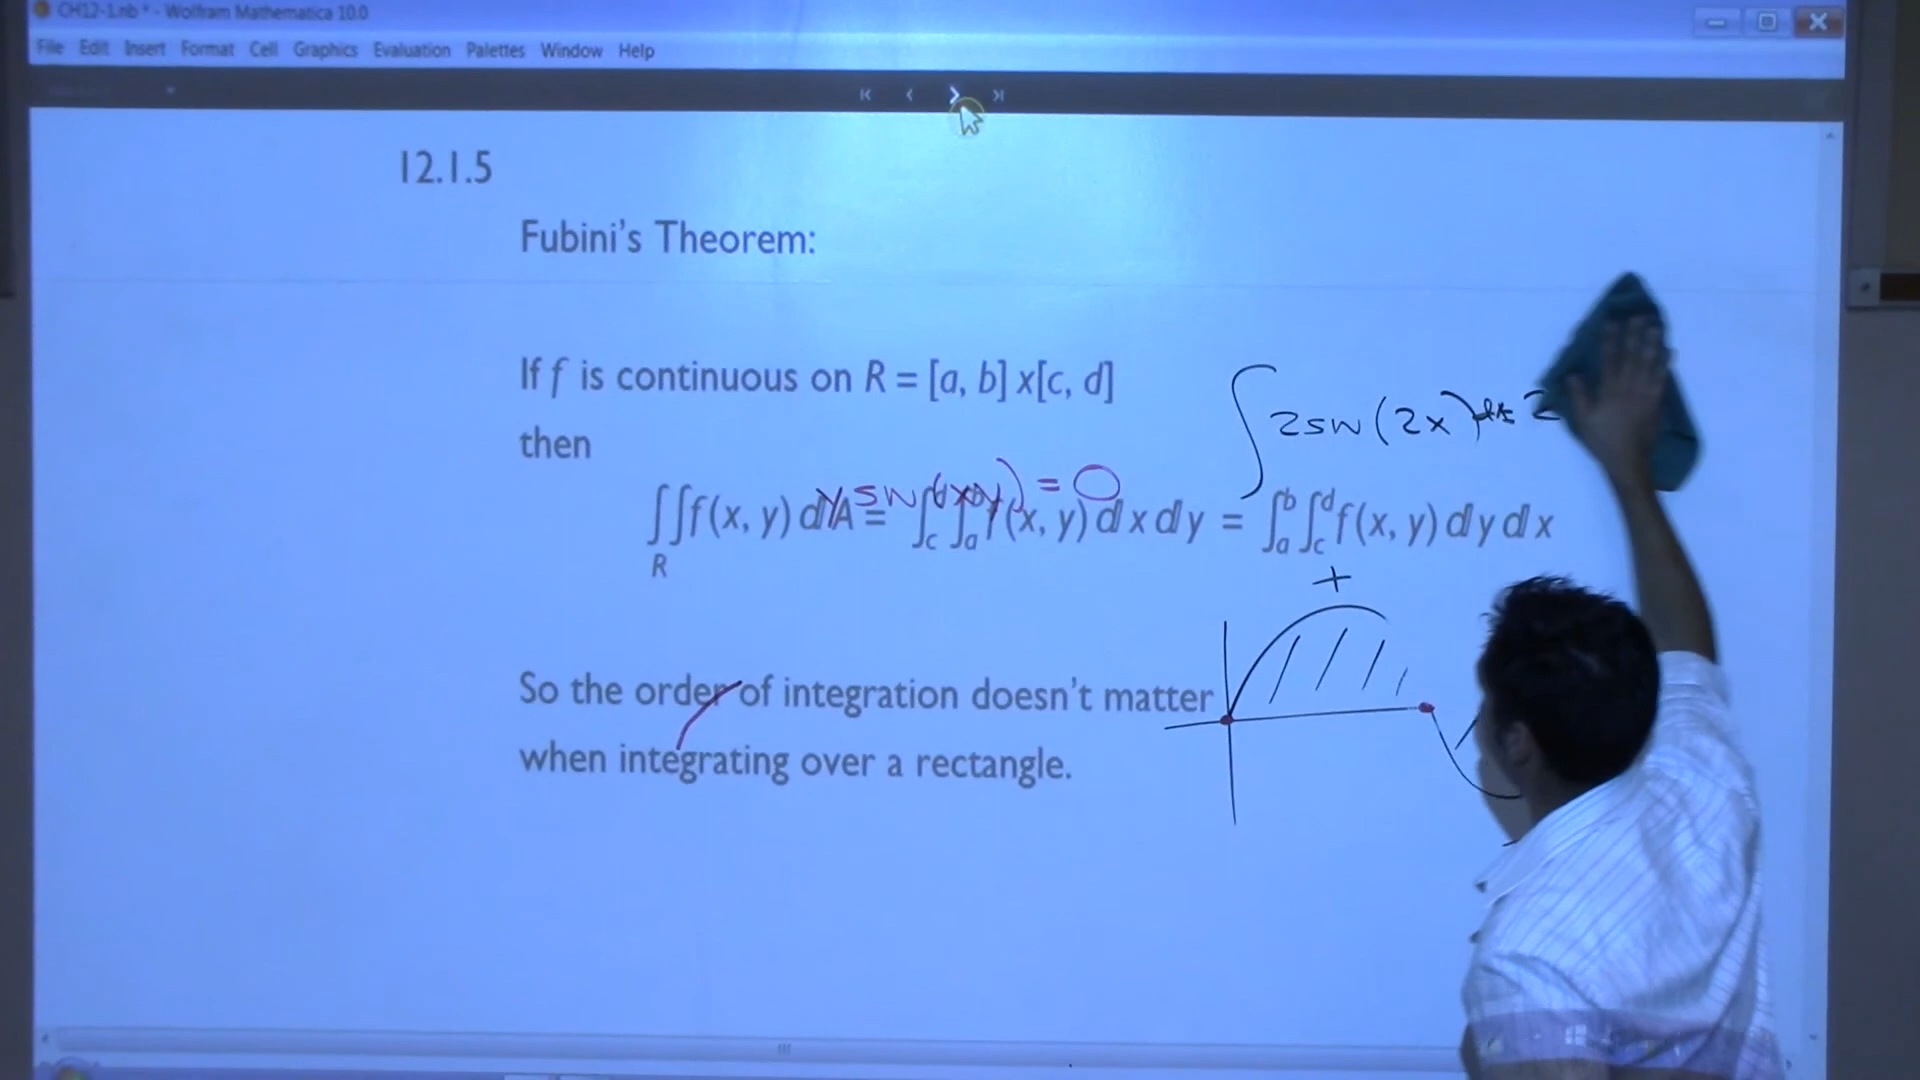 CH12-1.nb * - Wolfram Mathematica 10.0
File Edit Insert Format Cell Graphics Evaluation Palettes Window Help
12.1.5
Fubini's Theorem:
If f is continuous on R = [a, b] x[c, d]
then
∫ 2 sin (2x)
y sin (xy) = 0
∫∫ f(x, y) dA = ∫_c^d ∫_a^b f(x, y) dx dy = ∫_a^b ∫_c^d f(x, y) dy dx
R
+
So the order of integration doesn't matter
when integrating over a rectangle.